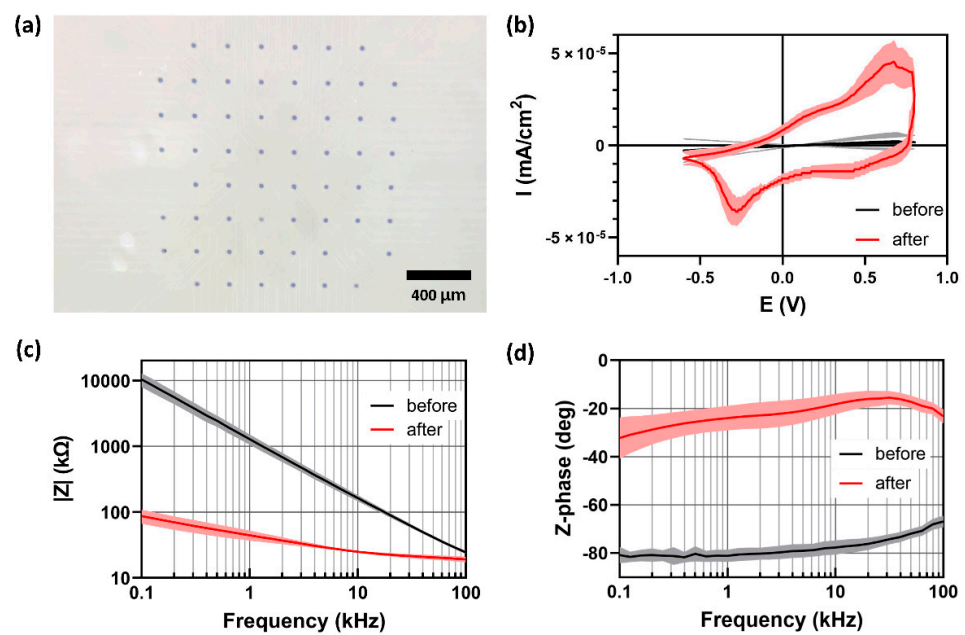 (a)
400 μm
(b)
5 × 10⁻⁵
0
-5 × 10⁻⁵
I (mA/cm²)
before
after
-1.0 -0.5 0.0 0.5 1.0
E (V)
(c)
10000
1000
100
10
|Z| (kΩ)
before
after
0.1 1 10 100
Frequency (kHz)
(d)
0
-20
-40
-60
-80
Z-phase (deg)
before
after
0.1 1 10 100
Frequency (kHz)